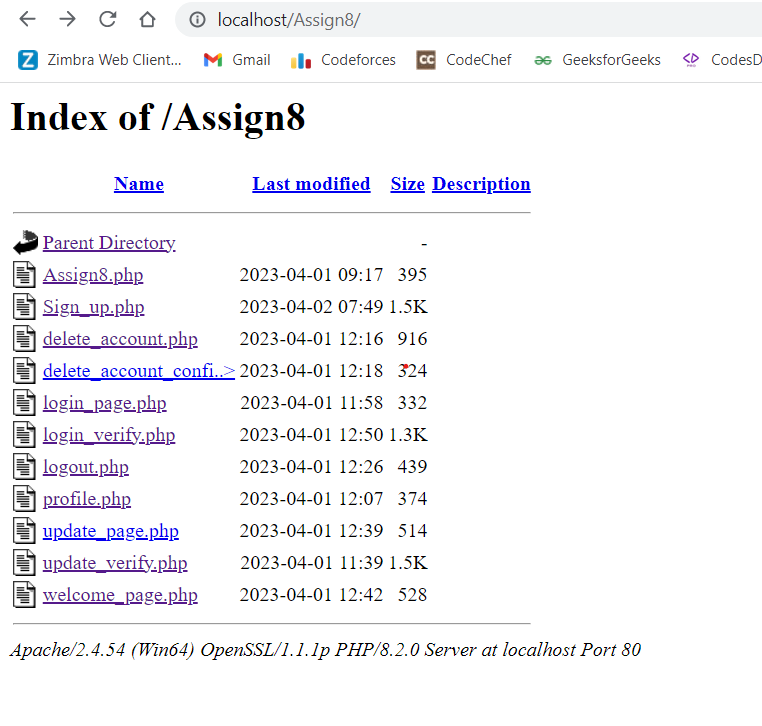 localhost/Assign8/
Zimbra Web Client... Gmail Codeforces CC CodeChef GeeksforGeeks CodesD
Index of /Assign8
Name Last modified Size Description
Parent Directory -
Assign8.php 2023-04-01 09:17 395
Sign_up.php 2023-04-02 07:49 1.5K
delete_account.php 2023-04-01 12:16 916
delete_account_confi..> 2023-04-01 12:18 324
login_page.php 2023-04-01 11:58 332
login_verify.php 2023-04-01 12:50 1.3K
logout.php 2023-04-01 12:26 439
profile.php 2023-04-01 12:07 374
update_page.php 2023-04-01 12:39 514
update_verify.php 2023-04-01 11:39 1.5K
welcome_page.php 2023-04-01 12:42 528
Apache/2.4.54 (Win64) OpenSSL/1.1.1p PHP/8.2.0 Server at localhost Port 80